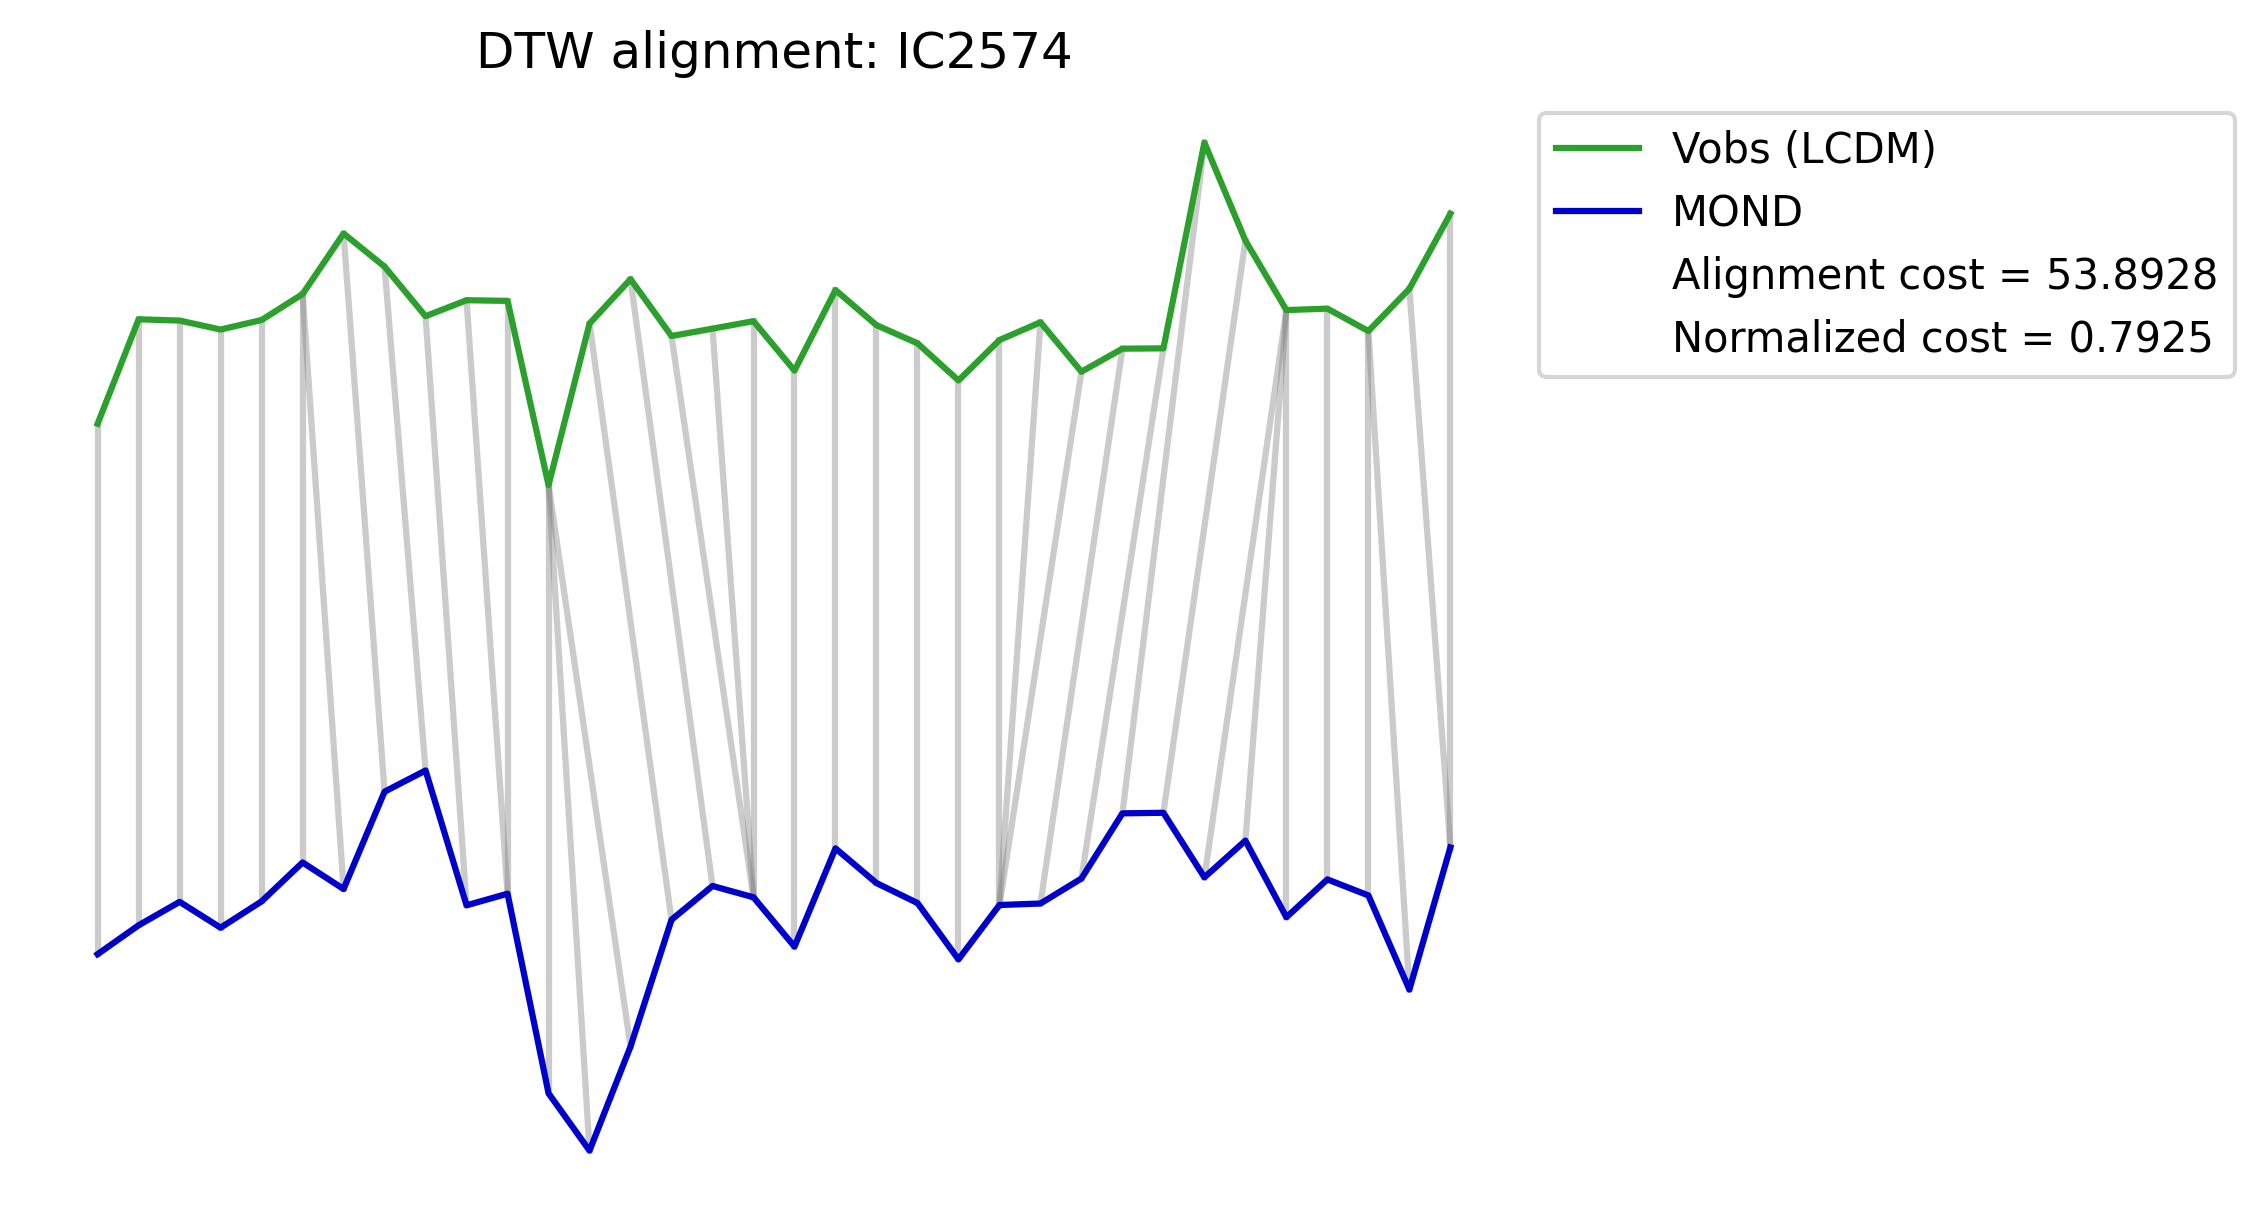 DTW alignment: IC2574
Vobs (LCDM)
MOND
Alignment cost = 53.8928
Normalized cost = 0.7925